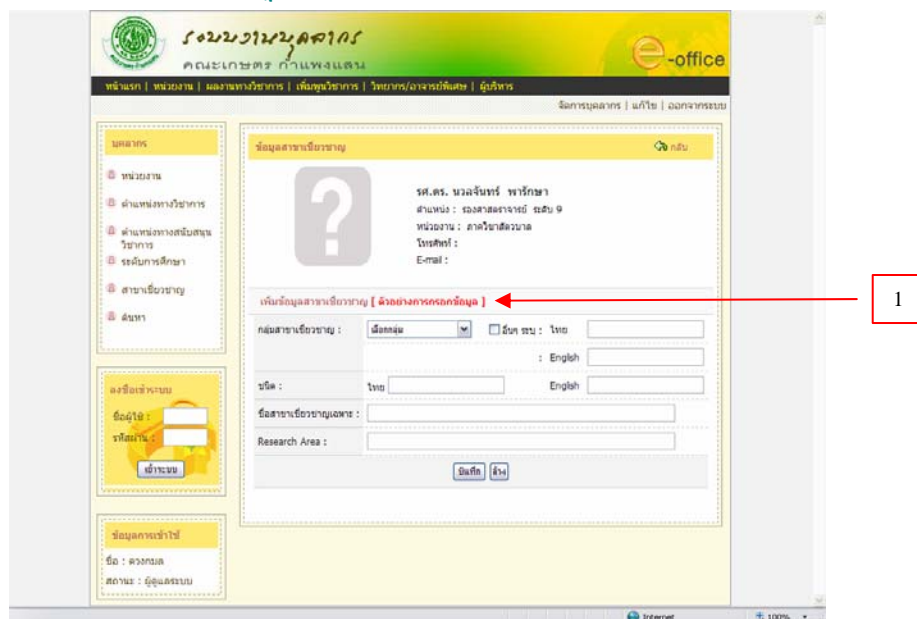 ระบบงานบุคลากร
คณะเกษตร กำแพงแสน
e-office
หน้าแรก | หน่วยงาน | ผลงานทางวิชาการ | เพิ่มพูนวิชาการ | วิทยากร/อาจารย์พิเศษ | ผู้บริหาร
จัดการบุคลากร | แก้ไข | ออกจากระบบ
บุคลากร
หน่วยงาน
ตำแหน่งทางวิชาการ
ตำแหน่งทางสนับสนุน
วิชาการ
ระดับการศึกษา
สาขาเชี่ยวชาญ
ค้นหา
ลงชื่อเข้าระบบ
ชื่อผู้ใช้ :
รหัสผ่าน :
เข้าระบบ
ข้อมูลการเข้าใช้
ชื่อ : ดวงกมล
สถานะ : ผู้ดูแลระบบ
ข้อมูลสาขาเชี่ยวชาญ
กลับ
รศ.ดร. นวลจันทร์ พารักษา
ตำแหน่ง : รองศาสตราจารย์ ระดับ 9
หน่วยงาน : ภาควิชาสัตวบาล
โทรศัพท์ :
E-mail :
เพิ่มข้อมูลสาขาเชี่ยวชาญ [ ตัวอย่างการกรอกข้อมูล ]
1
กลุ่มสาขาเชี่ยวชาญ : เลือกกลุ่ม อื่นๆ ระบุ : ไทย
: English
ชนิด : ไทย English
ชื่อสาขาเชี่ยวชาญเฉพาะ :
Research Area :
บันทึก ล้าง
Internet 100%